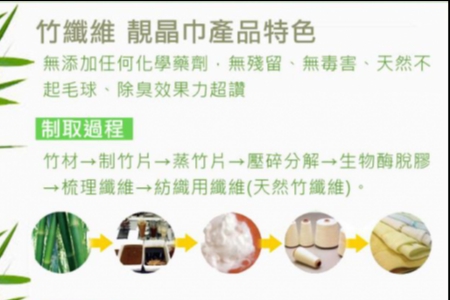 竹纖維 靚晶巾產品特色
無添加任何化學藥劑，無殘留、無毒害、天然不
起毛球、除臭效果力超讚
制取過程
竹材→制竹片→蒸竹片→壓碎分解→生物酶脫膠
→梳理纖維→紡織用纖維(天然竹纖維)。